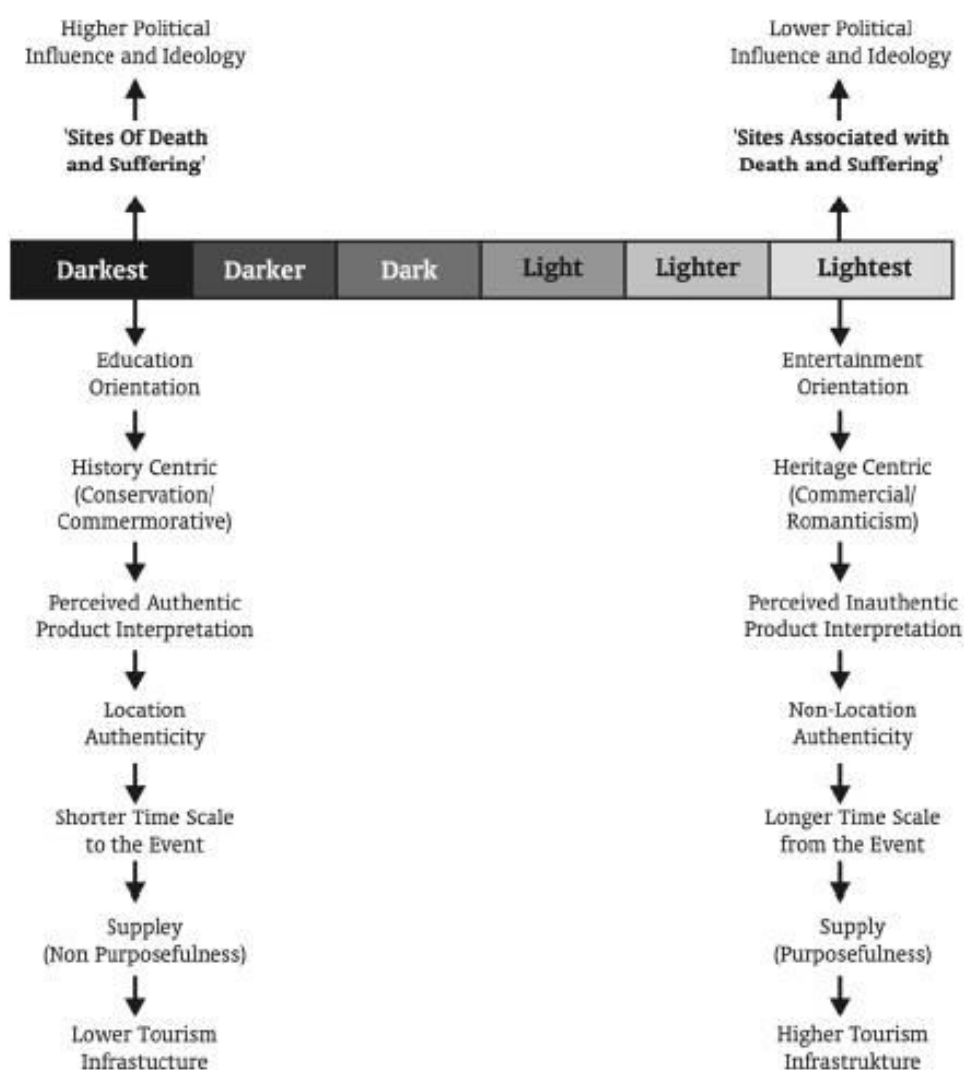 Higher Political
Influence and Ideology
Lower Political
Influence and Ideology
'Sites Of Death
and Suffering'
'Sites Associated with
Death and Suffering'
Darkest
Darker
Dark
Light
Lighter
Lightest
Education
Orientation
Entertainment
Orientation
History Centric
(Conservation/
Commermorative)
Heritage Centric
(Commercial/
Romanticism)
Perceived Authentic
Product Interpretation
Perceived Inauthentic
Product Interpretation
Location
Authenticity
Non-Location
Authenticity
Shorter Time Scale
to the Event
Longer Time Scale
from the Event
Suppley
(Non Purposefulness)
Supply
(Purposefulness)
Lower Tourism
Infrastucture
Higher Tourism
Infrastrukture